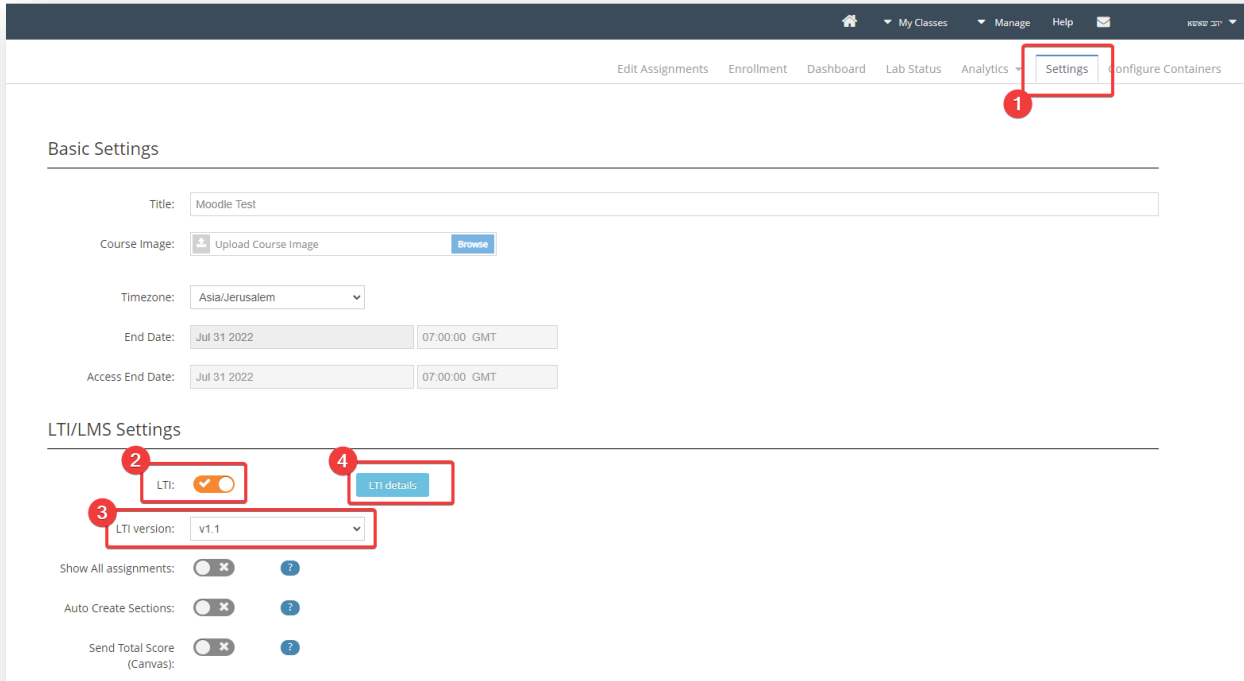 My Classes Manage Help יהב שאשא
Edit Assignments Enrollment Dashboard Lab Status Analytics Settings Configure Containers
1
Basic Settings
Title: Moodle Test
Course Image: Upload Course Image Browse
Timezone: Asia/Jerusalem
End Date: Jul 31 2022 07:00:00 GMT
Access End Date: Jul 31 2022 07:00:00 GMT
LTI/LMS Settings
2 4
LTI: LTI details
3
LTI version: v1.1
Show All assignments: ?
Auto Create Sections: ?
Send Total Score ?
(Canvas):